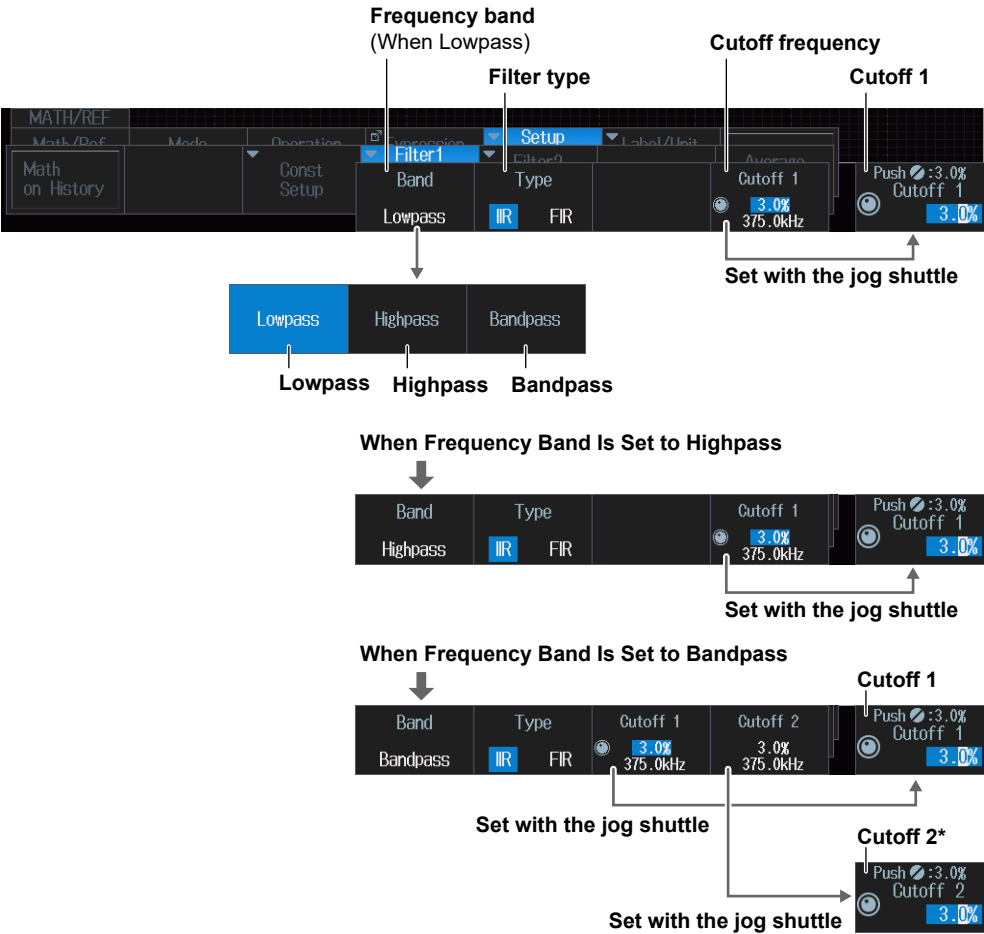 Frequency band
(When Lowpass)
Cutoff frequency
Filter type
Cutoff 1
MATH/REF
Math/Ref Mode Operation Expression Setup Label/Unit
Filter1 Filter2 Average
Math
on History
Const
Setup
Band Type Cutoff 1
Lowpass IIR FIR 3.0%
375.0kHz
Push :3.0%
Cutoff 1
3.0%
Set with the jog shuttle
Lowpass Highpass Bandpass
Lowpass Highpass Bandpass
When Frequency Band Is Set to Highpass
Band Type Cutoff 1
Highpass IIR FIR 3.0%
375.0kHz
Push :3.0%
Cutoff 1
3.0%
Set with the jog shuttle
When Frequency Band Is Set to Bandpass
Cutoff 1
Band Type Cutoff 1 Cutoff 2
Bandpass IIR FIR 3.0% 3.0%
375.0kHz 375.0kHz
Push :3.0%
Cutoff 1
3.0%
Set with the jog shuttle
Cutoff 2*
Push :3.0%
Cutoff 2
3.0%
Set with the jog shuttle